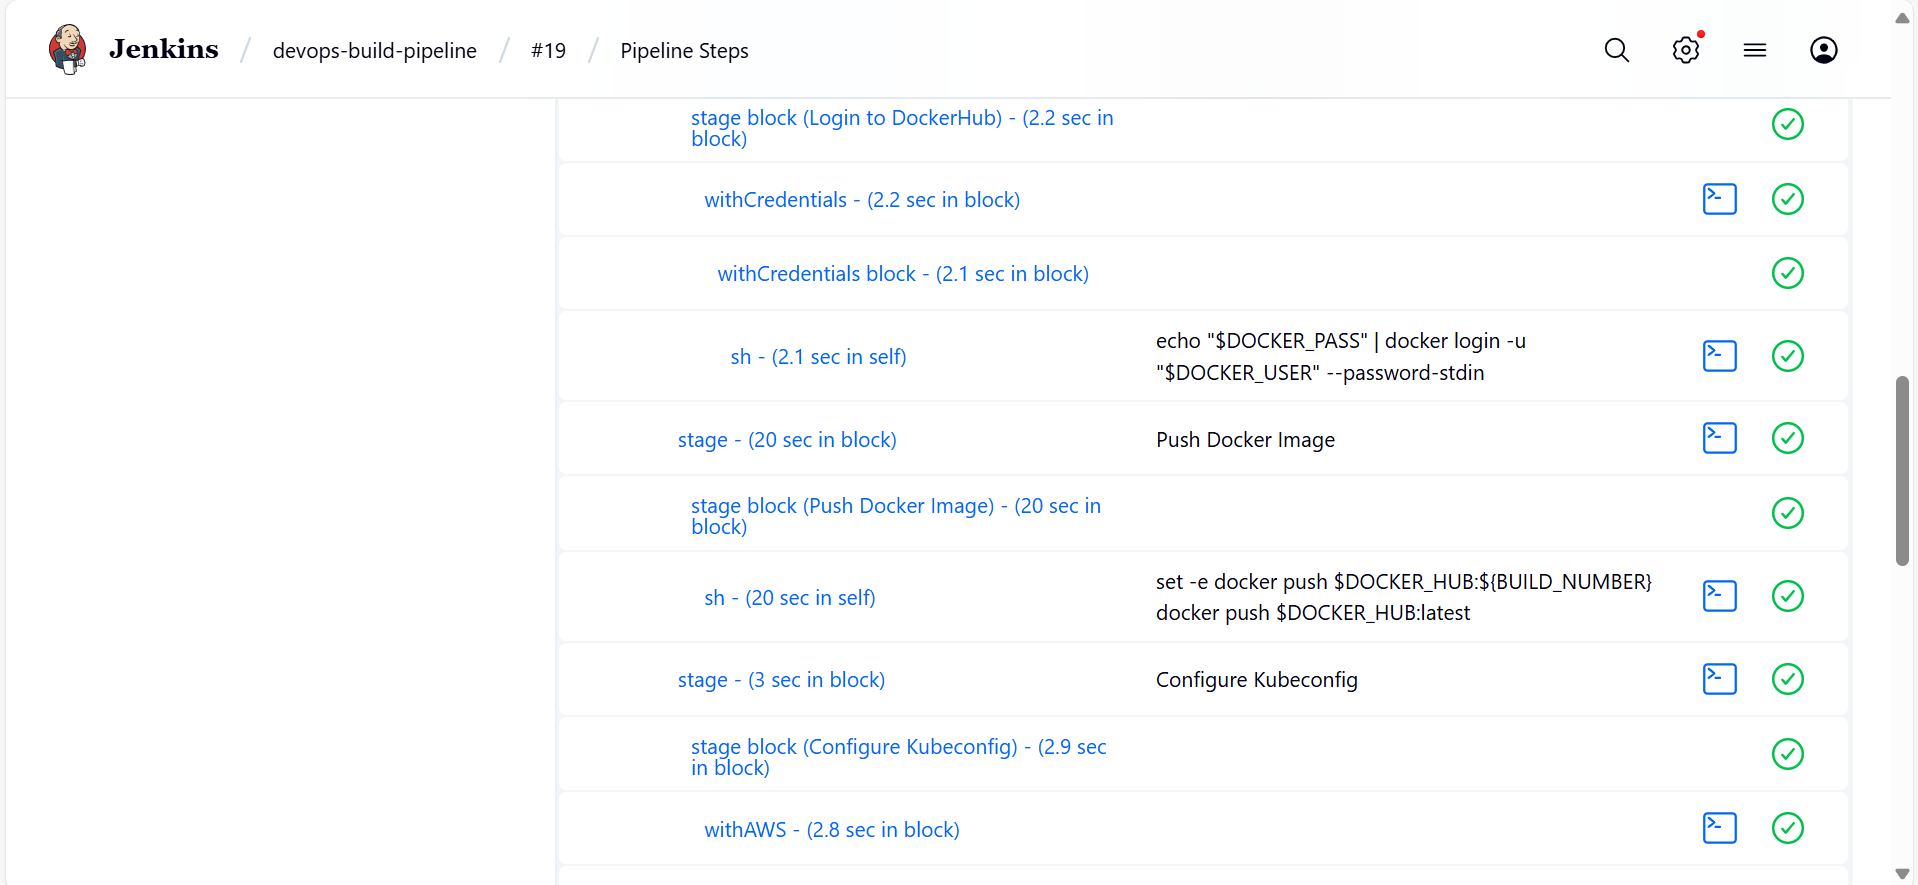 Jenkins / devops-build-pipeline / #19 / Pipeline Steps
stage block (Login to DockerHub) - (2.2 sec in
block)
withCredentials - (2.2 sec in block)
withCredentials block - (2.1 sec in block)
sh - (2.1 sec in self)
echo "$DOCKER_PASS" | docker login -u
"$DOCKER_USER" --password-stdin
stage - (20 sec in block)
Push Docker Image
stage block (Push Docker Image) - (20 sec in
block)
sh - (20 sec in self)
set -e docker push $DOCKER_HUB:${BUILD_NUMBER}
docker push $DOCKER_HUB:latest
stage - (3 sec in block)
Configure Kubeconfig
stage block (Configure Kubeconfig) - (2.9 sec
in block)
withAWS - (2.8 sec in block)